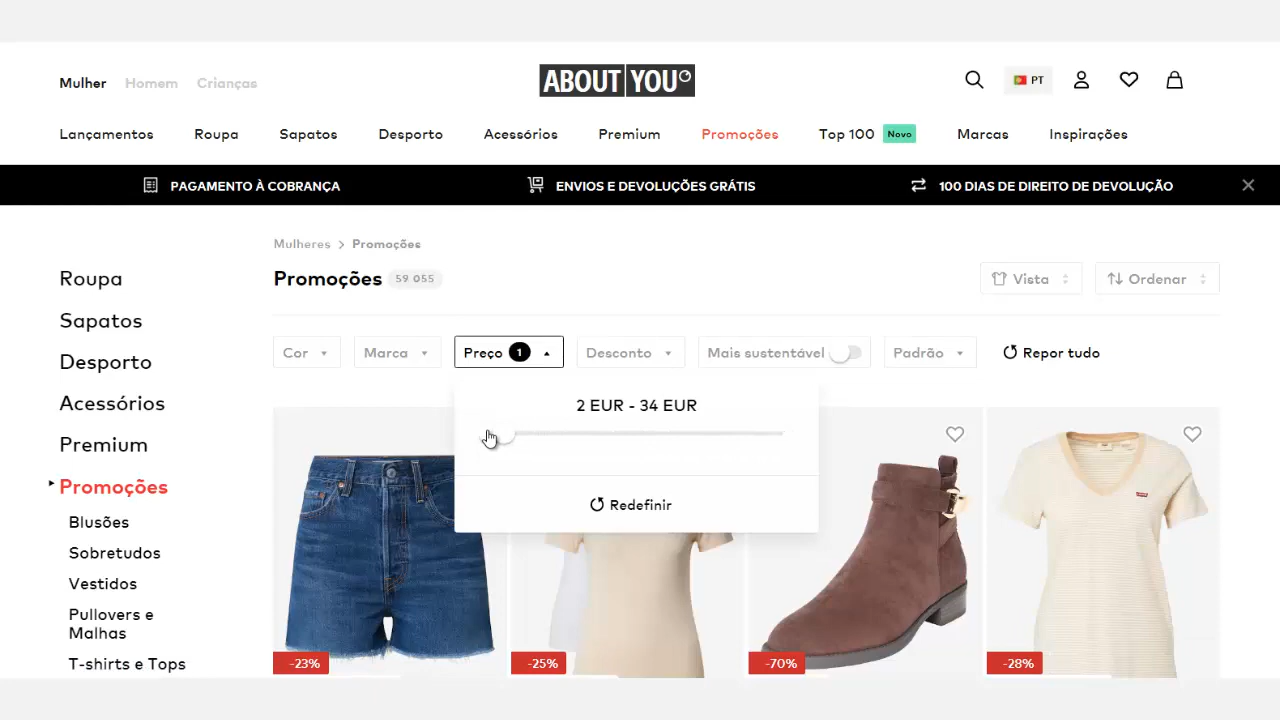 Mulher Homem Crianças
ABOUT YOU
PT
Lançamentos Roupa Sapatos Desporto Acessórios Premium Promoções Top 100 Novo Marcas Inspirações
PAGAMENTO À COBRANÇA ENVIOS E DEVOLUÇÕES GRÁTIS 100 DIAS DE DIREITO DE DEVOLUÇÃO
Mulheres > Promoções
Promoções 59 055
Vista Ordenar
Cor Marca Preço 1 Desconto Mais sustentável Padrão Repor tudo
2 EUR - 34 EUR
Redefinir
Roupa
Sapatos
Desporto
Acessórios
Premium
Promoções
Blusões
Sobretudos
Vestidos
Pullovers e
Malhas
T-shirts e Tops
-23% -25% -70% -28%